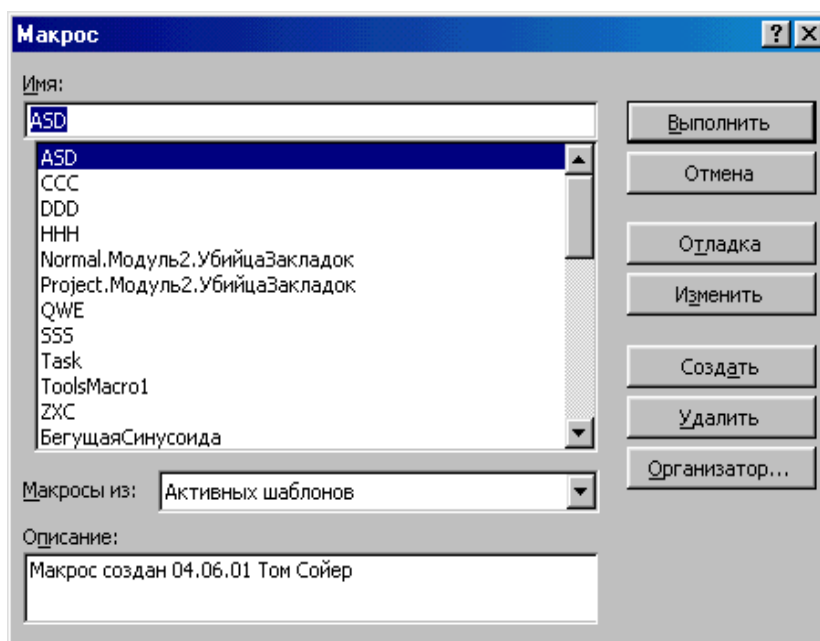 Макрос
Имя:
ASD
ASD
CCC
DDD
HHH
Normal.Модуль2.УбийцаЗакладок
Project.Модуль2.УбийцаЗакладок
QWE
SSS
Task
ToolsMacro1
ZXC
БегущаяСинусоида
Макросы из:
Активных шаблонов
Описание:
Макрос создан 04.06.01 Том Сойер
Выполнить
Отмена
Отладка
Изменить
Создать
Удалить
Организатор...